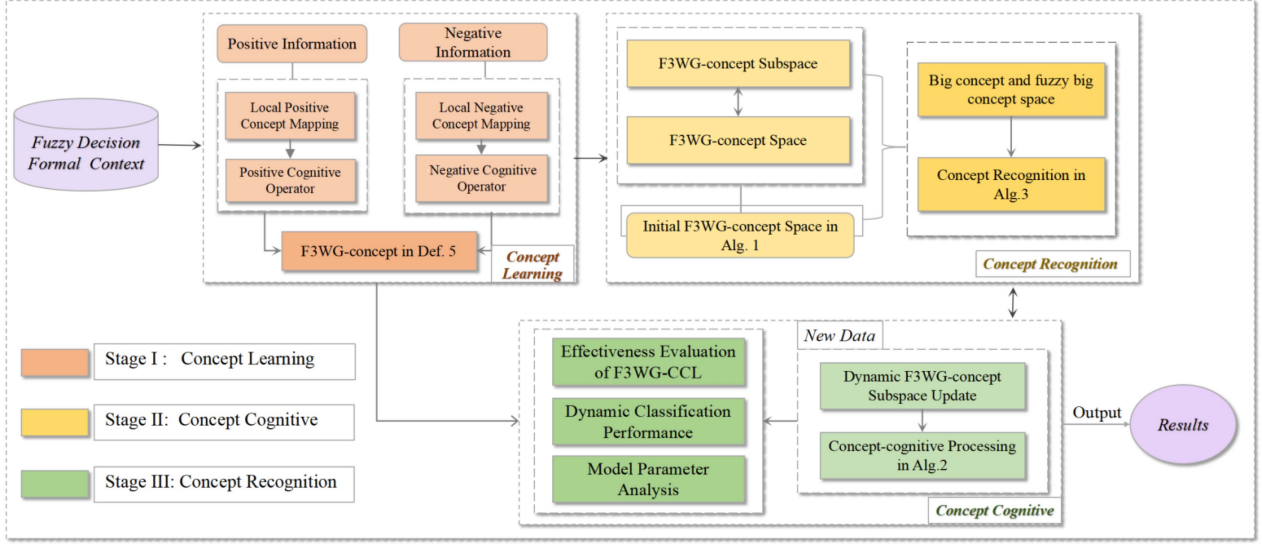 Fuzzy Decision
Formal Context
Positive Information
Negative
Information
Local Positive
Concept Mapping
Local Negative
Concept Mapping
Positive Cognitive
Operator
Negative Cognitive
Operator
F3WG-concept in Def. 5
Concept
Learning
F3WG-concept Subspace
F3WG-concept Space
Initial F3WG-concept Space in
Alg. 1
Big concept and fuzzy big
concept space
Concept Recognition in
Alg.3
Concept Recognition
Stage I : Concept Learning
Stage II: Concept Cognitive
Stage III: Concept Recognition
Effectiveness Evaluation
of F3WG-CCL
Dynamic Classification
Performance
Model Parameter
Analysis
New Data
Dynamic F3WG-concept
Subspace Update
Concept-cognitive Processing
in Alg.2
Concept Cognitive
Output
Results